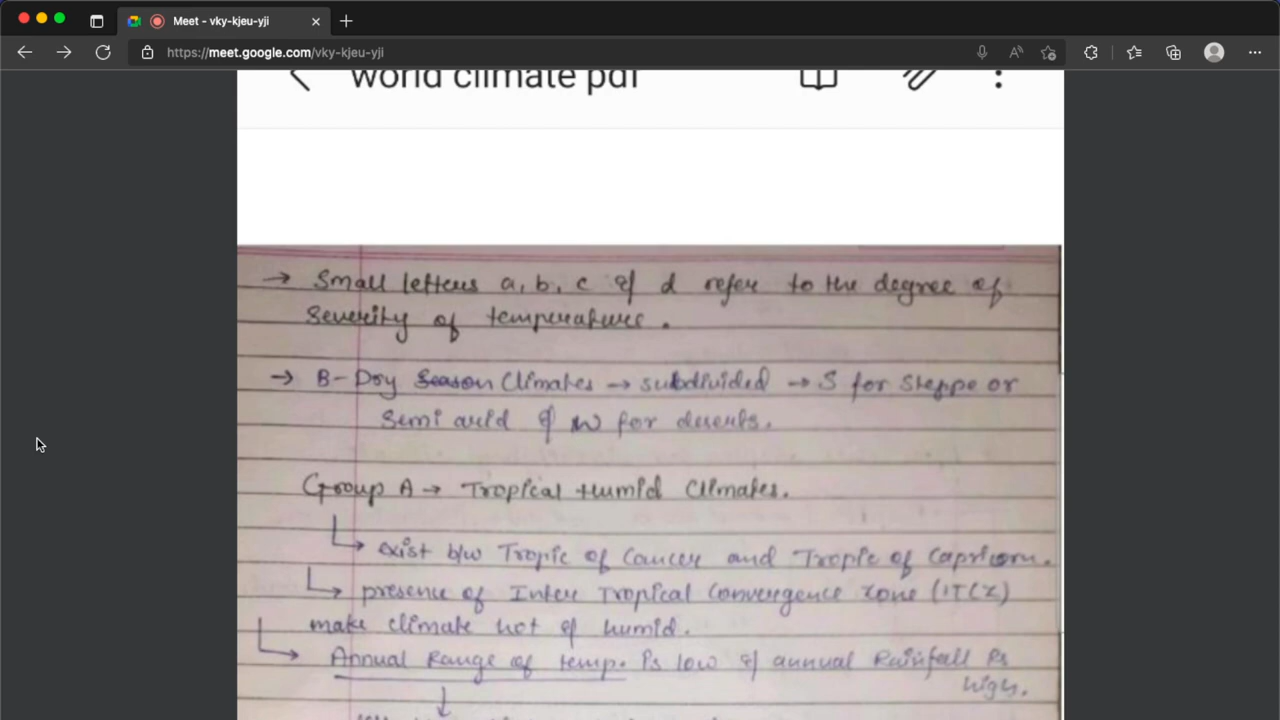 Meet - vky-kjeu-yji
https://meet.google.com/vky-kjeu-yji
world climate pdf
→ Small letters a, b, c & d refer to the degree of
Severity of temperature.
→ B- Dry Season Climates → subdivided → S for Steppe or
Semi arid & W for deserts.
Group A → Tropical Humid Climates.
exist b/w Tropic of Cancer and Tropic of Capricorn.
presence of Inter Tropical Convergence zone (ITCZ)
make climate hot & humid.
Annual Range of temp. is low & annual Rainfall is
high.